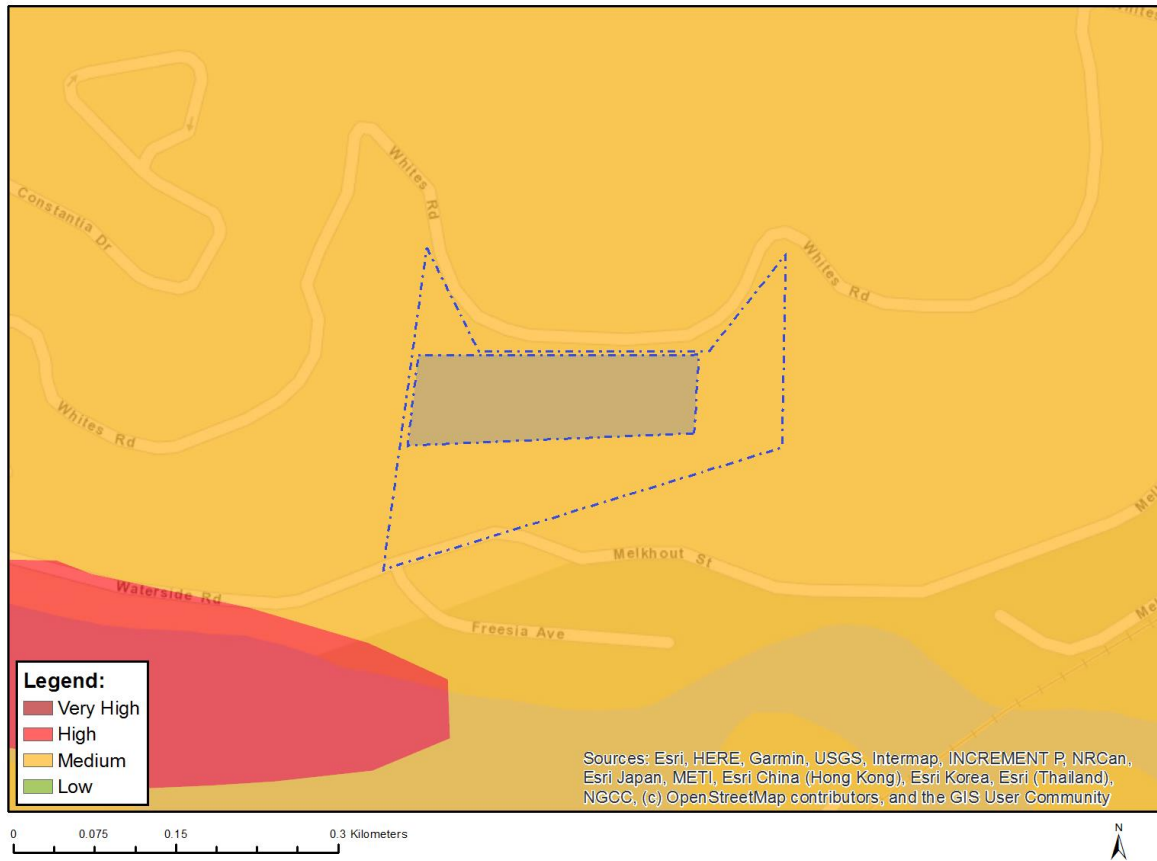 Whites
Constantia Dr
Whites Rd
Whites Rd
Whites Rd
Melkhout St
Waterside Rd
Freesia Ave
Legend:
Very High
High
Medium
Low
Sources: Esri, HERE, Garmin, USGS, Intermap, INCREMENT P, NRCan,
Esri Japan, METI, Esri China (Hong Kong), Esri Korea, Esri (Thailand),
NGCC, (c) OpenStreetMap contributors, and the GIS User Community
0 0.075 0.15 0.3 Kilometers
N